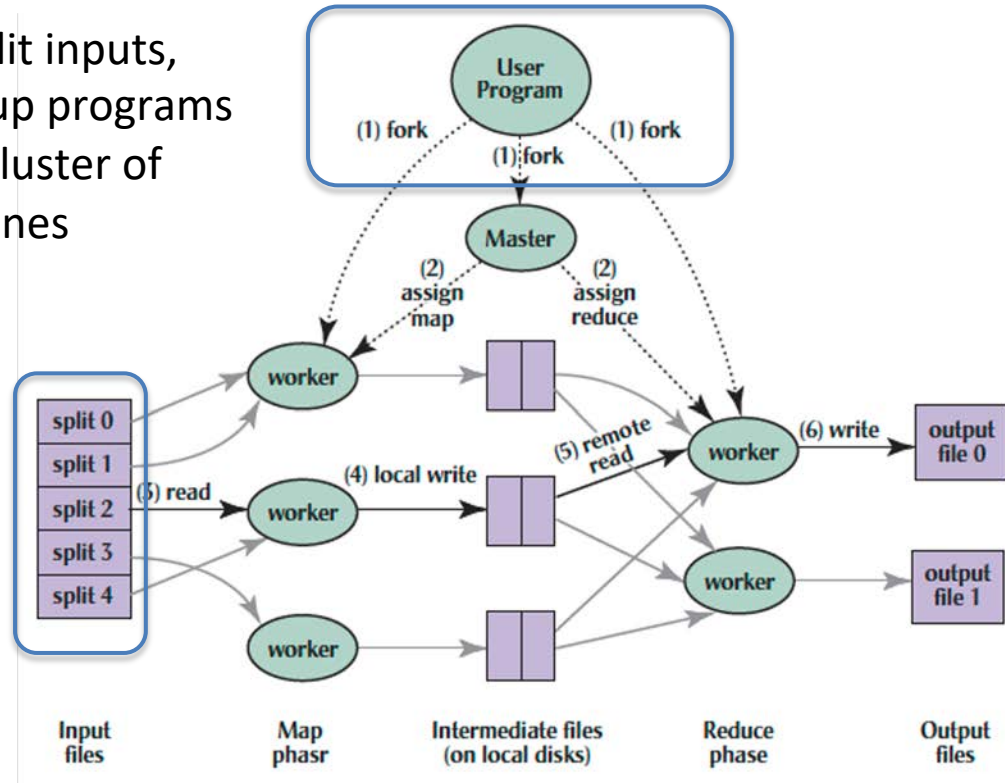 lit inputs,
up programs
luster of
nes
User
Program
(1) fork
(1) fork
(1) fork
Master
(2)
assign
map
(2)
assign
reduce
worker
split 0
split 1
split 2
split 3
split 4
(3) read
worker
(4) local write
(5) remote
read
worker
(6) write
output
file 0
worker
worker
output
file 1
Input
files
Map
phasr
Intermediate files
(on local disks)
Reduce
phase
Output
files